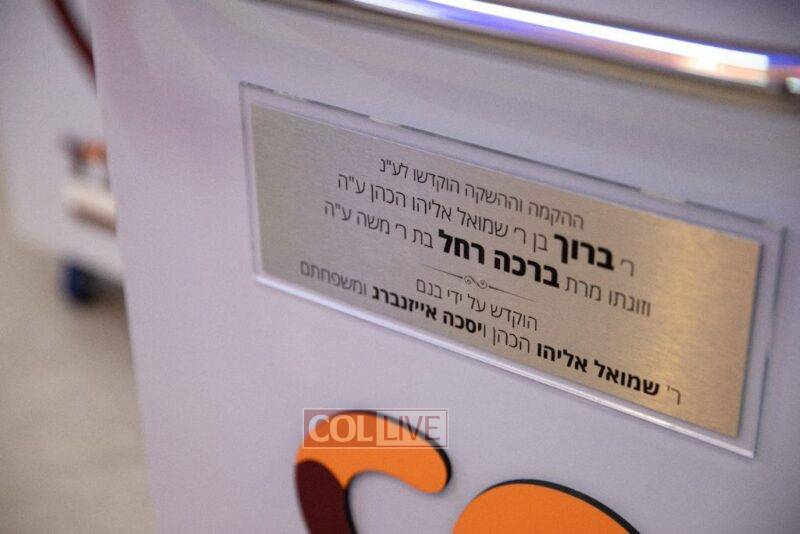 ההקמה וההשקה הוקדשו לע"נ
ר' ברוך בן ר' שמואל אליהו הכהן ע"ה
וזוגתו מרת ברכה רחל בת ר' משה ע"ה
הוקדש על ידי בנם
ר' שמואל אליהו הכהן ויסכה אייזנברג ומשפחתם
COLLIVE